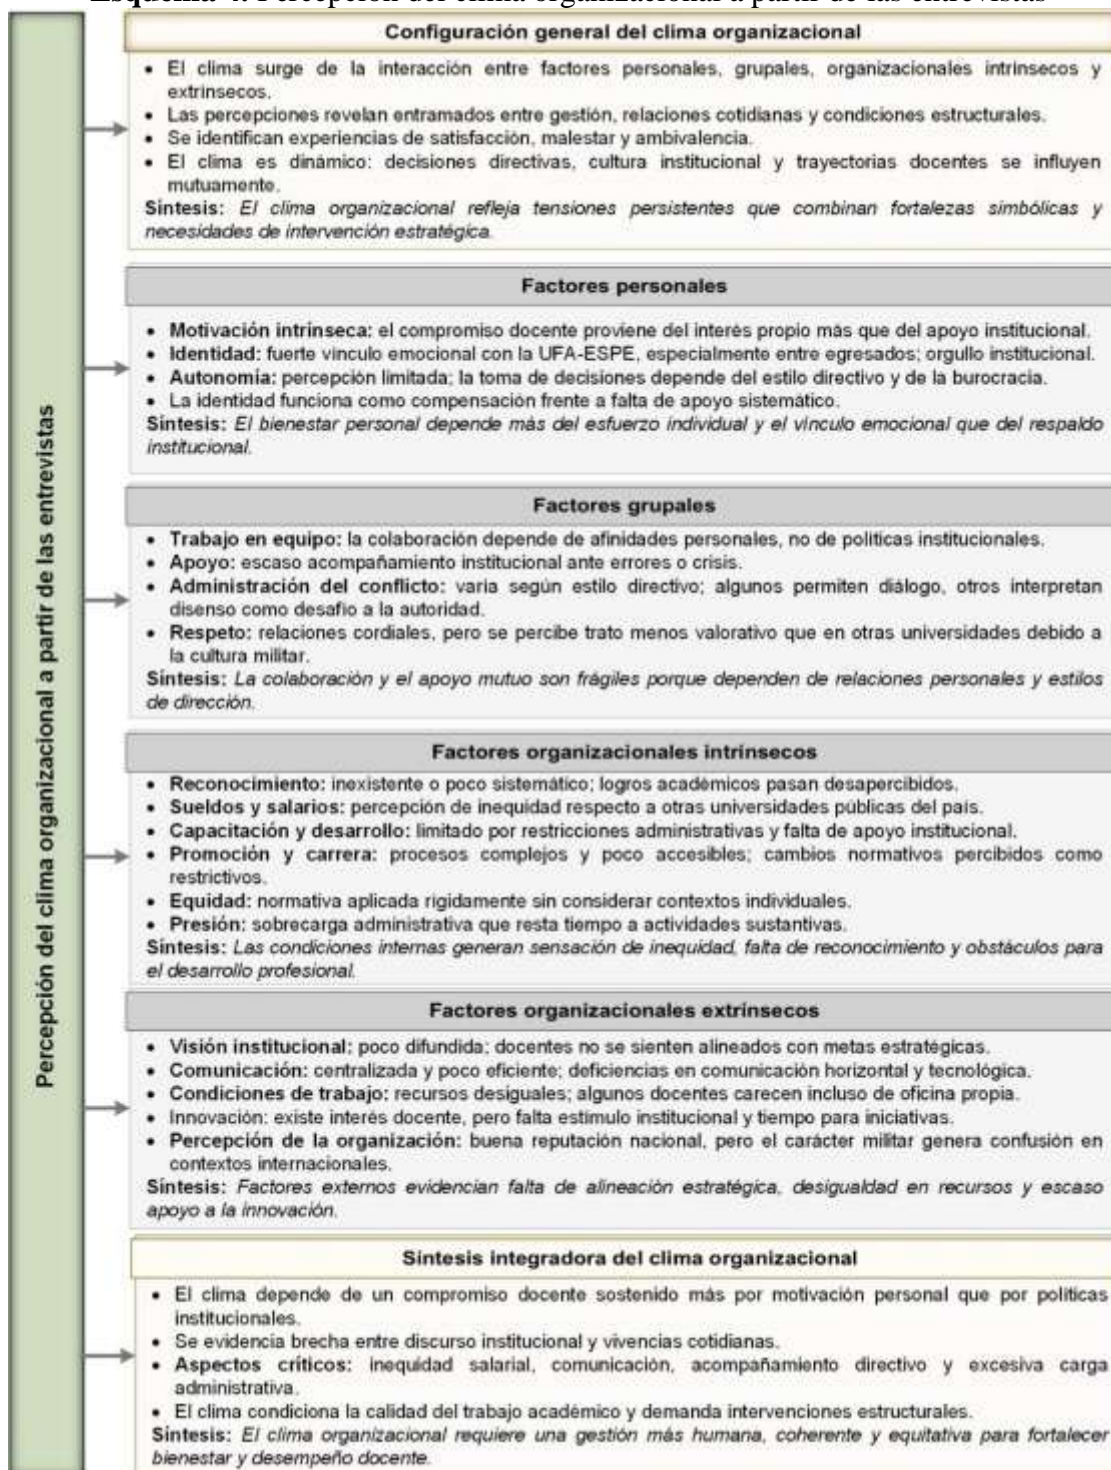 Esquema 4. Percepción del clima organizacional a partir de las entrevistas
Percepción del clima organizacional a partir de las entrevistas
Configuración general del clima organizacional
• El clima surge de la interacción entre factores personales, grupales, organizacionales intrínsecos y
extrínsecos.
• Las percepciones revelan entramados entre gestión, relaciones cotidianas y condiciones estructurales.
• Se identifican experiencias de satisfacción, malestar y ambivalencia.
• El clima es dinámico: decisiones directivas, cultura institucional y trayectorias docentes se influyen
mutuamente.
Síntesis: El clima organizacional refleja tensiones persistentes que combinan fortalezas simbólicas y
necesidades de intervención estratégica.
Factores personales
• Motivación intrínseca: el compromiso docente proviene del interés propio más que del apoyo institucional.
• Identidad: fuerte vínculo emocional con la UFA-ESPE, especialmente entre egresados; orgullo institucional.
• Autonomía: percepción limitada; la toma de decisiones depende del estilo directivo y de la burocracia.
• La identidad funciona como compensación frente a falta de apoyo sistemático.
Síntesis: El bienestar personal depende más del esfuerzo individual y el vínculo emocional que del respaldo
institucional.
Factores grupales
• Trabajo en equipo: la colaboración depende de afinidades personales, no de políticas institucionales.
• Apoyo: escaso acompañamiento institucional ante errores o crisis.
• Administración del conflicto: varía según estilo directivo; algunos permiten diálogo, otros interpretan
disenso como desafío a la autoridad.
• Respeto: relaciones cordiales, pero se percibe trato menos valorativo que en otras universidades debido a
la cultura militar.
Síntesis: La colaboración y el apoyo mutuo son frágiles porque dependen de relaciones personales y estilos
de dirección.
Factores organizacionales intrínsecos
• Reconocimiento: inexistente o poco sistemático; logros académicos pasan desapercibidos.
• Sueldos y salarios: percepción de inequidad respecto a otras universidades públicas del país.
• Capacitación y desarrollo: limitado por restricciones administrativas y falta de apoyo institucional.
• Promoción y carrera: procesos complejos y poco accesibles; cambios normativos percibidos como
restrictivos.
• Equidad: normativa aplicada rígidamente sin considerar contextos individuales.
• Presión: sobrecarga administrativa que resta tiempo a actividades sustantivas.
Síntesis: Las condiciones internas generan sensación de inequidad, falta de reconocimiento y obstáculos para
el desarrollo profesional.
Factores organizacionales extrínsecos
• Visión institucional: poco difundida; docentes no se sienten alineados con metas estratégicas.
• Comunicación: centralizada y poco eficiente; deficiencias en comunicación horizontal y tecnológica.
• Condiciones de trabajo: recursos desiguales; algunos docentes carecen incluso de oficina propia.
• Innovación: existe interés docente, pero falta estímulo institucional y tiempo para iniciativas.
• Percepción de la organización: buena reputación nacional, pero el carácter militar genera confusión en
contextos internacionales.
Síntesis: Factores externos evidencian falta de alineación estratégica, desigualdad en recursos y escaso
apoyo a la innovación.
Síntesis integradora del clima organizacional
• El clima depende de un compromiso docente sostenido más por motivación personal que por políticas
institucionales.
• Se evidencia brecha entre discurso institucional y vivencias cotidianas.
• Aspectos críticos: inequidad salarial, comunicación, acompañamiento directivo y excesiva carga
administrativa.
• El clima condiciona la calidad del trabajo académico y demanda intervenciones estructurales.
Síntesis: El clima organizacional requiere una gestión más humana, coherente y equitativa para fortalecer
bienestar y desempeño docente.